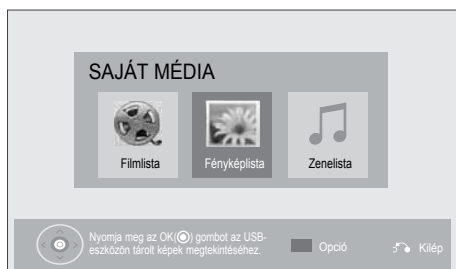 SAJÁT MÉDIA
Filmlista
Fényképlista
Zenelista
Nyomja meg az OK(◉) gombot az USB-
eszközön tárolt képek megtekintéséhez.
Opció
Kilép